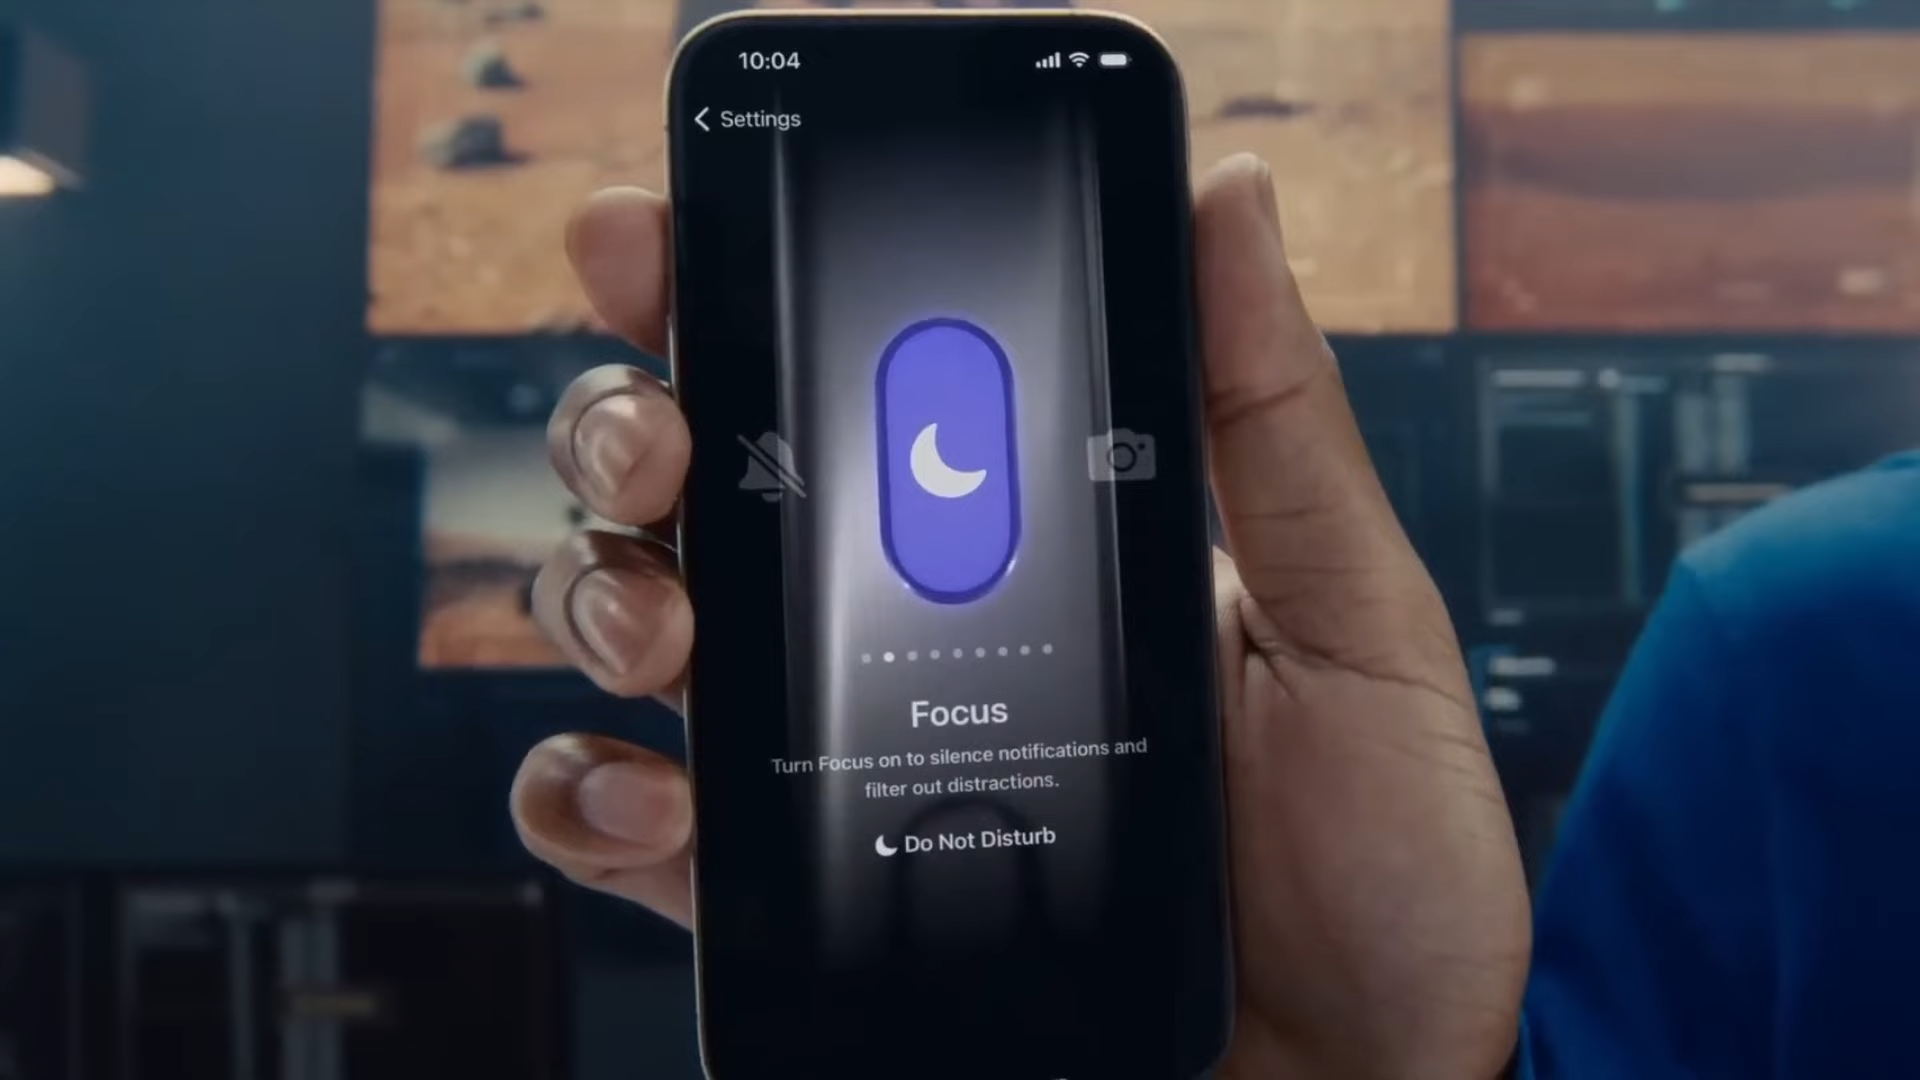 10:04
Settings
Focus
Turn Focus on to silence notifications and
filter out distractions.
Do Not Disturb